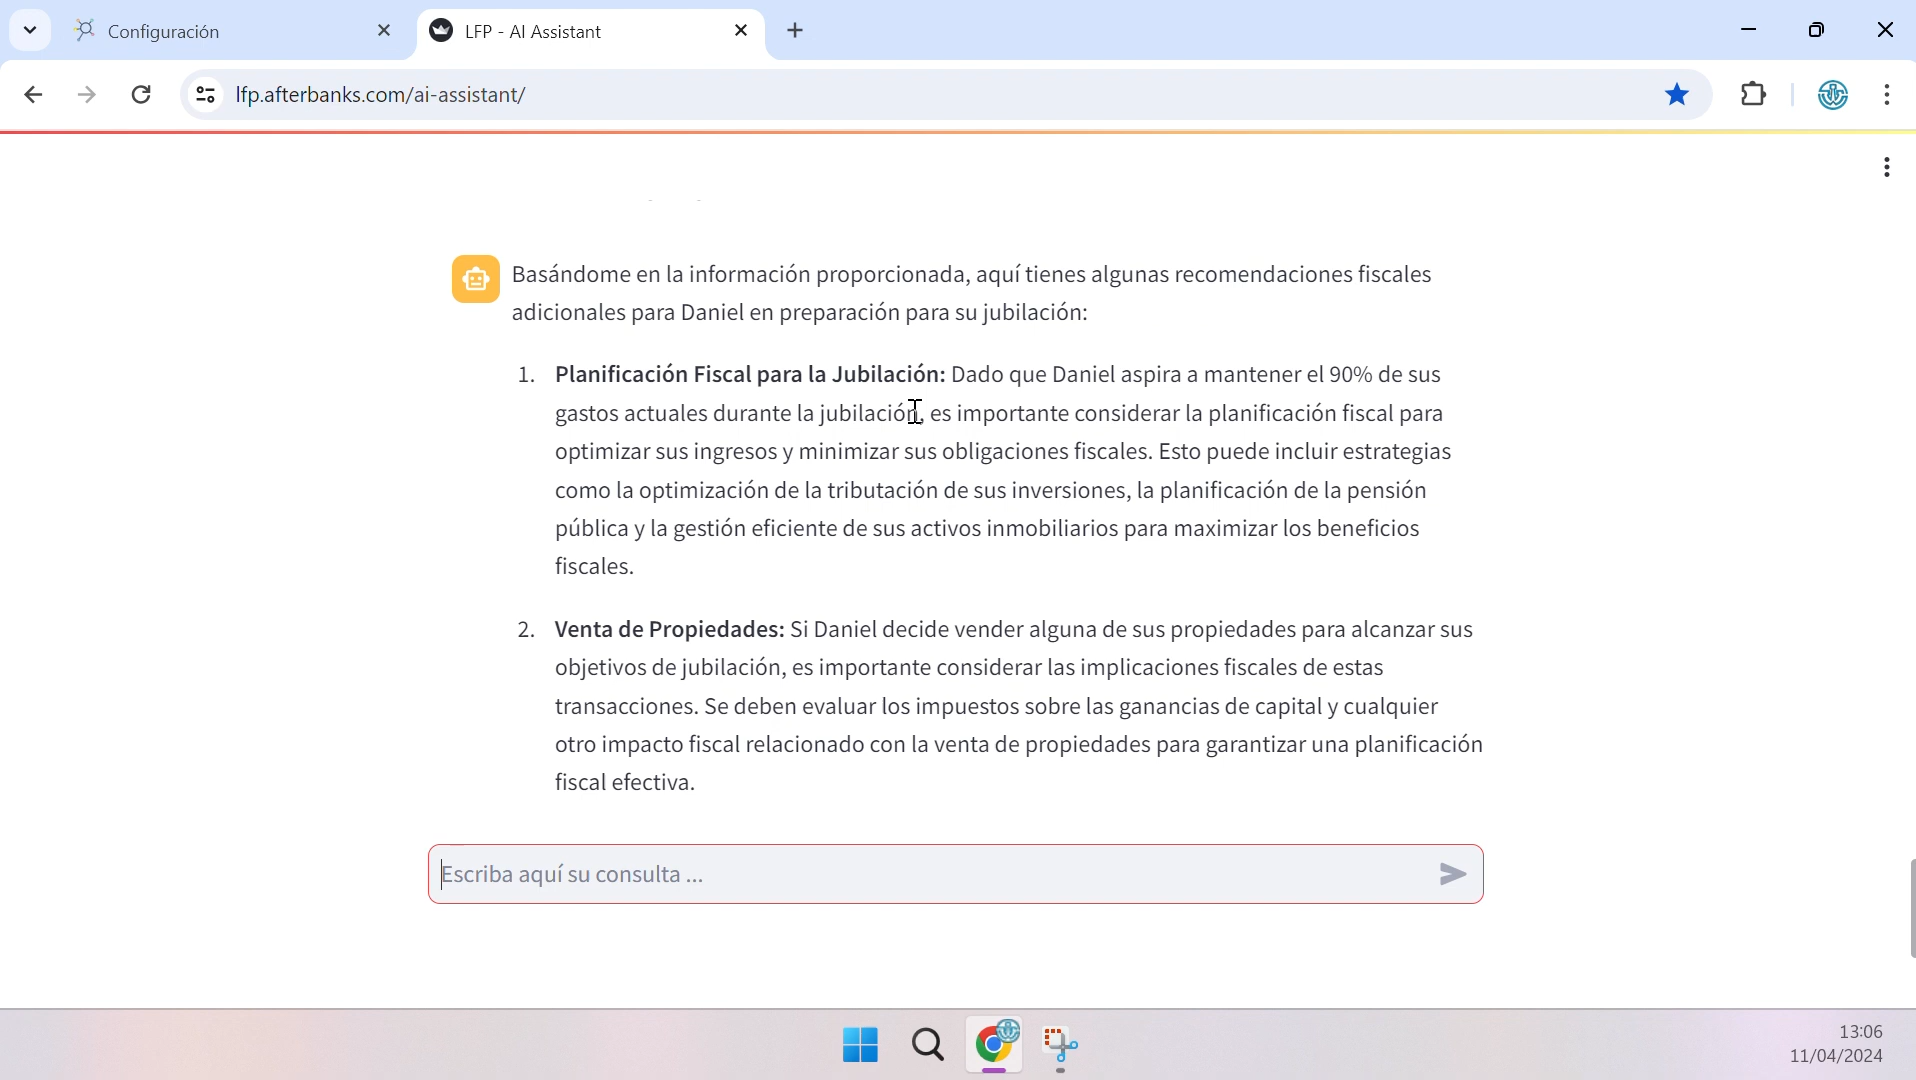 Configuración
LFP - AI Assistant
lfp.afterbanks.com/ai-assistant/
Basándome en la información proporcionada, aquí tienes algunas recomendaciones fiscales
adicionales para Daniel en preparación para su jubilación:
1. Planificación Fiscal para la Jubilación: Dado que Daniel aspira a mantener el 90% de sus
gastos actuales durante la jubilación, es importante considerar la planificación fiscal para
optimizar sus ingresos y minimizar sus obligaciones fiscales. Esto puede incluir estrategias
como la optimización de la tributación de sus inversiones, la planificación de la pensión
pública y la gestión eficiente de sus activos inmobiliarios para maximizar los beneficios
fiscales.
2. Venta de Propiedades: Si Daniel decide vender alguna de sus propiedades para alcanzar sus
objetivos de jubilación, es importante considerar las implicaciones fiscales de estas
transacciones. Se deben evaluar los impuestos sobre las ganancias de capital y cualquier
otro impacto fiscal relacionado con la venta de propiedades para garantizar una planificación
fiscal efectiva.
Escriba aquí su consulta ...
13:06
11/04/2024